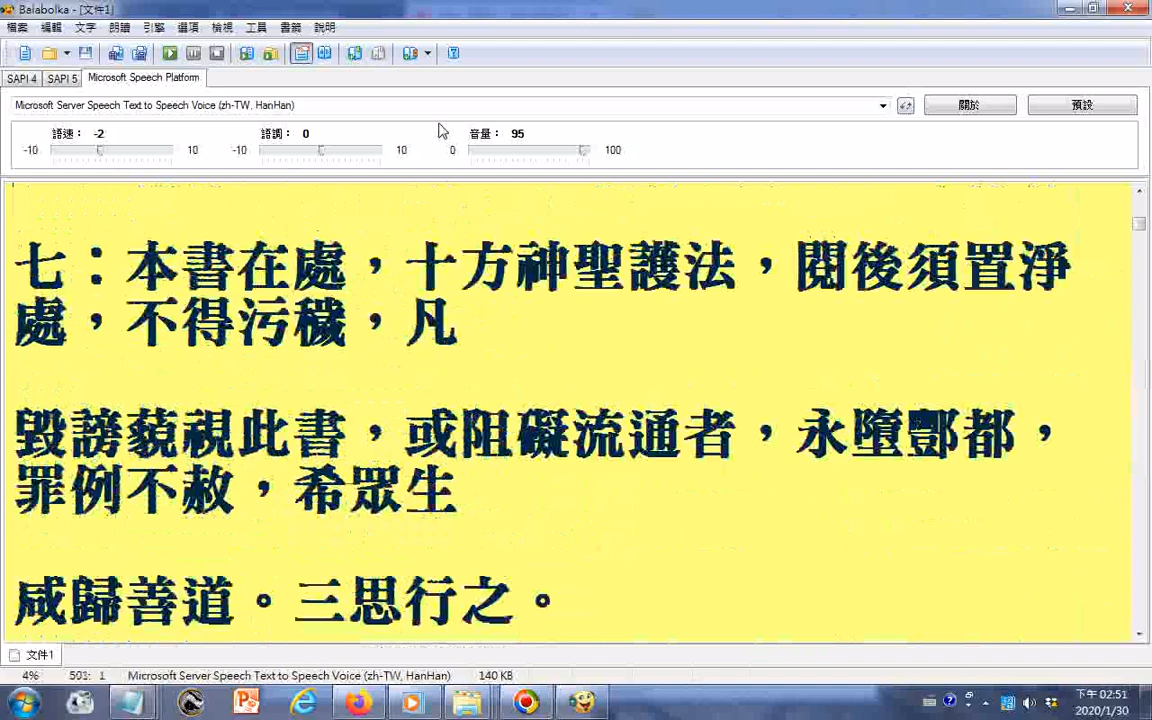 Balabolka - [文件1]
檔案 編輯 文字 朗讀 引擎 選項 檢視 工具 書籤 說明
SAPI 4 SAPI 5 Microsoft Speech Platform
Microsoft Server Speech Text to Speech Voice (zh-TW, HanHan) 關於 預設
語速： -2 語調： 0 音量： 95
-10 10 -10 10 0 100
七：本書在處，十方神聖護法，閱後須置淨
處，不得污穢，凡
毀謗藐視此書，或阻礙流通者，永墮酆都，
罪例不赦，希眾生
咸歸善道。三思行之。
文件1
4% 501: 1 Microsoft Server Speech Text to Speech Voice (zh-TW, HanHan) 140 KB
下午 02:51
2020/1/30